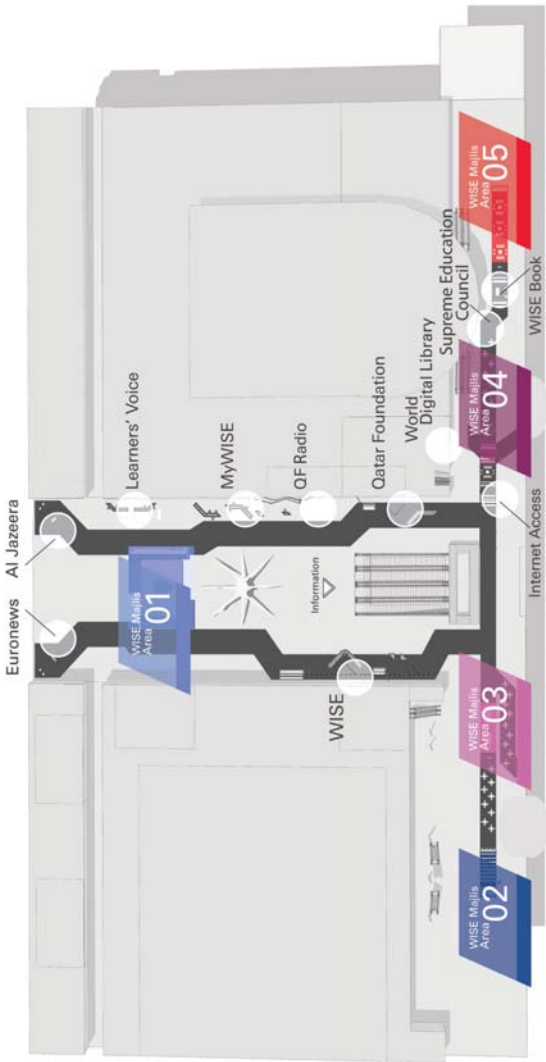 Euronews
Al Jazeera
WISE Majlis
Area 01
Learners' Voice
MyWISE
QF Radio
Information
WISE
Qatar Foundation
World
Digital Library
Supreme Education
Council
WISE Majlis
Area 02
WISE Majlis
Area 03
Internet Access
WISE Majlis
Area 04
WISE Book
WISE Majlis
Area 05